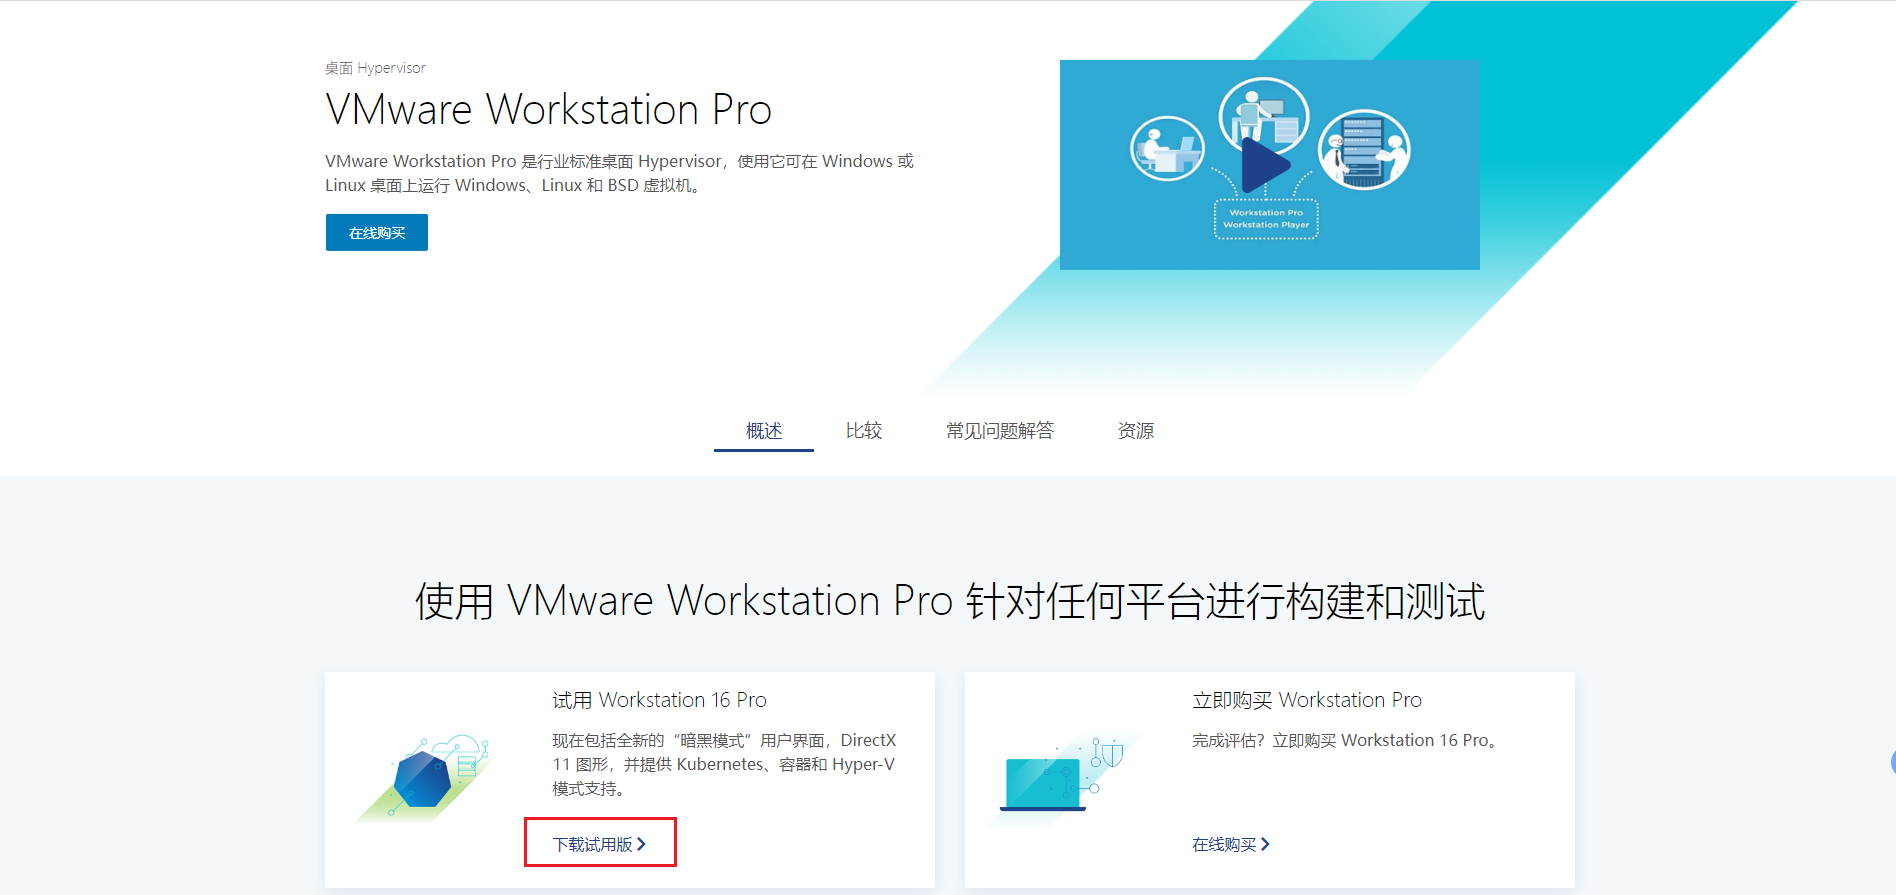 桌面 Hypervisor
VMware Workstation Pro
VMware Workstation Pro 是行业标准桌面 Hypervisor，使用它可在 Windows 或
Linux 桌面上运行 Windows、Linux 和 BSD 虚拟机。
在线购买
Workstation Pro
Workstation Player
概述
比较
常见问题解答
资源
使用 VMware Workstation Pro 针对任何平台进行构建和测试
试用 Workstation 16 Pro
现在包括全新的“暗黑模式”用户界面，DirectX
11 图形，并提供 Kubernetes、容器和 Hyper-V
模式支持。
下载试用版
立即购买 Workstation Pro
完成评估？立即购买 Workstation 16 Pro。
在线购买